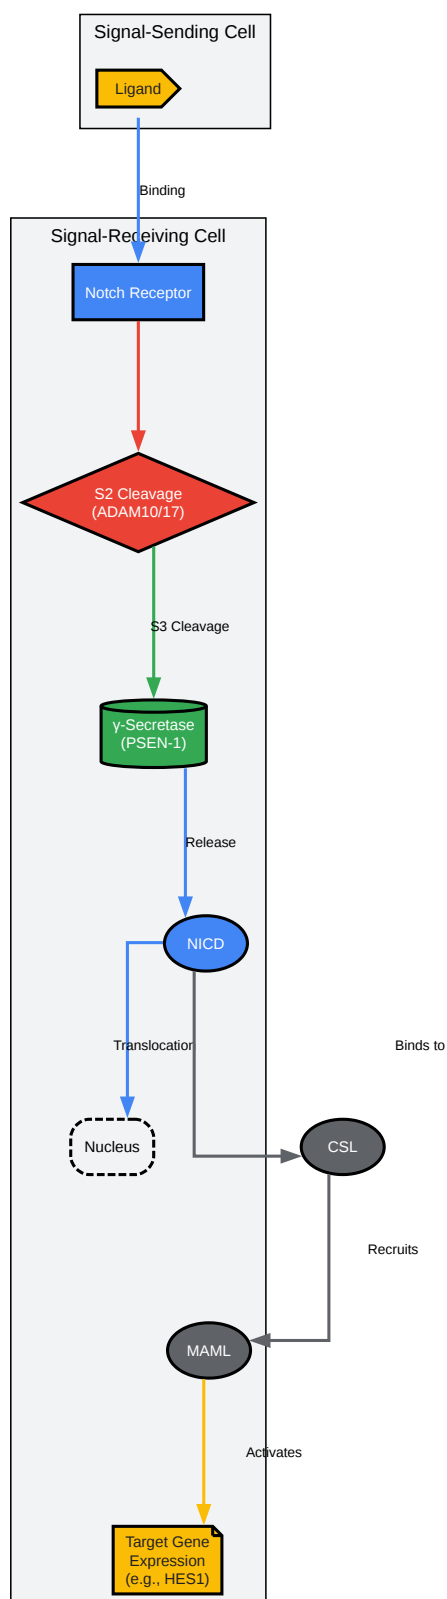 Signal-Sending Cell
Ligand
Binding
Signal-Receiving Cell
Notch Receptor
S2 Cleavage
(ADAM10/17)
S3 Cleavage
γ-Secretase
(PSEN-1)
Release
NICD
Translocation
Binds to
Nucleus
CSL
Recruits
MAML
Activates
Target Gene
Expression
(e.g., HES1)